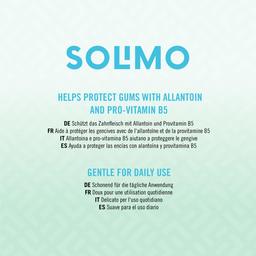 SOLIMO
HELPS PROTECT GUMS WITH ALLANTOIN
AND PRO-VITAMIN B5
DE Schützt das Zahnfleisch mit Allantoin und Provitamin B5
FR Aide à protéger les gencives avec de l'allantoïne et de la provitamine B5
IT Allantoina e pro-vitamina B5 aiutano a proteggere le gengive
ES Ayuda a proteger las encías con alantoína y provitamina B5
GENTLE FOR DAILY USE
DE Schonend für die tägliche Anwendung
FR Doux pour une utilisation quotidienne
IT Delicato per l'uso quotidiano
ES Suave para el uso diario